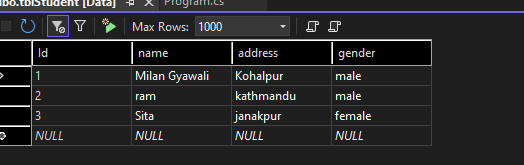 bo.tblStudent [Data]
Program.cs
Max Rows: 1000
Id name address gender
1 Milan Gyawali Kohalpur male
2 ram kathmandu male
3 Sita janakpur female
NULL NULL NULL NULL